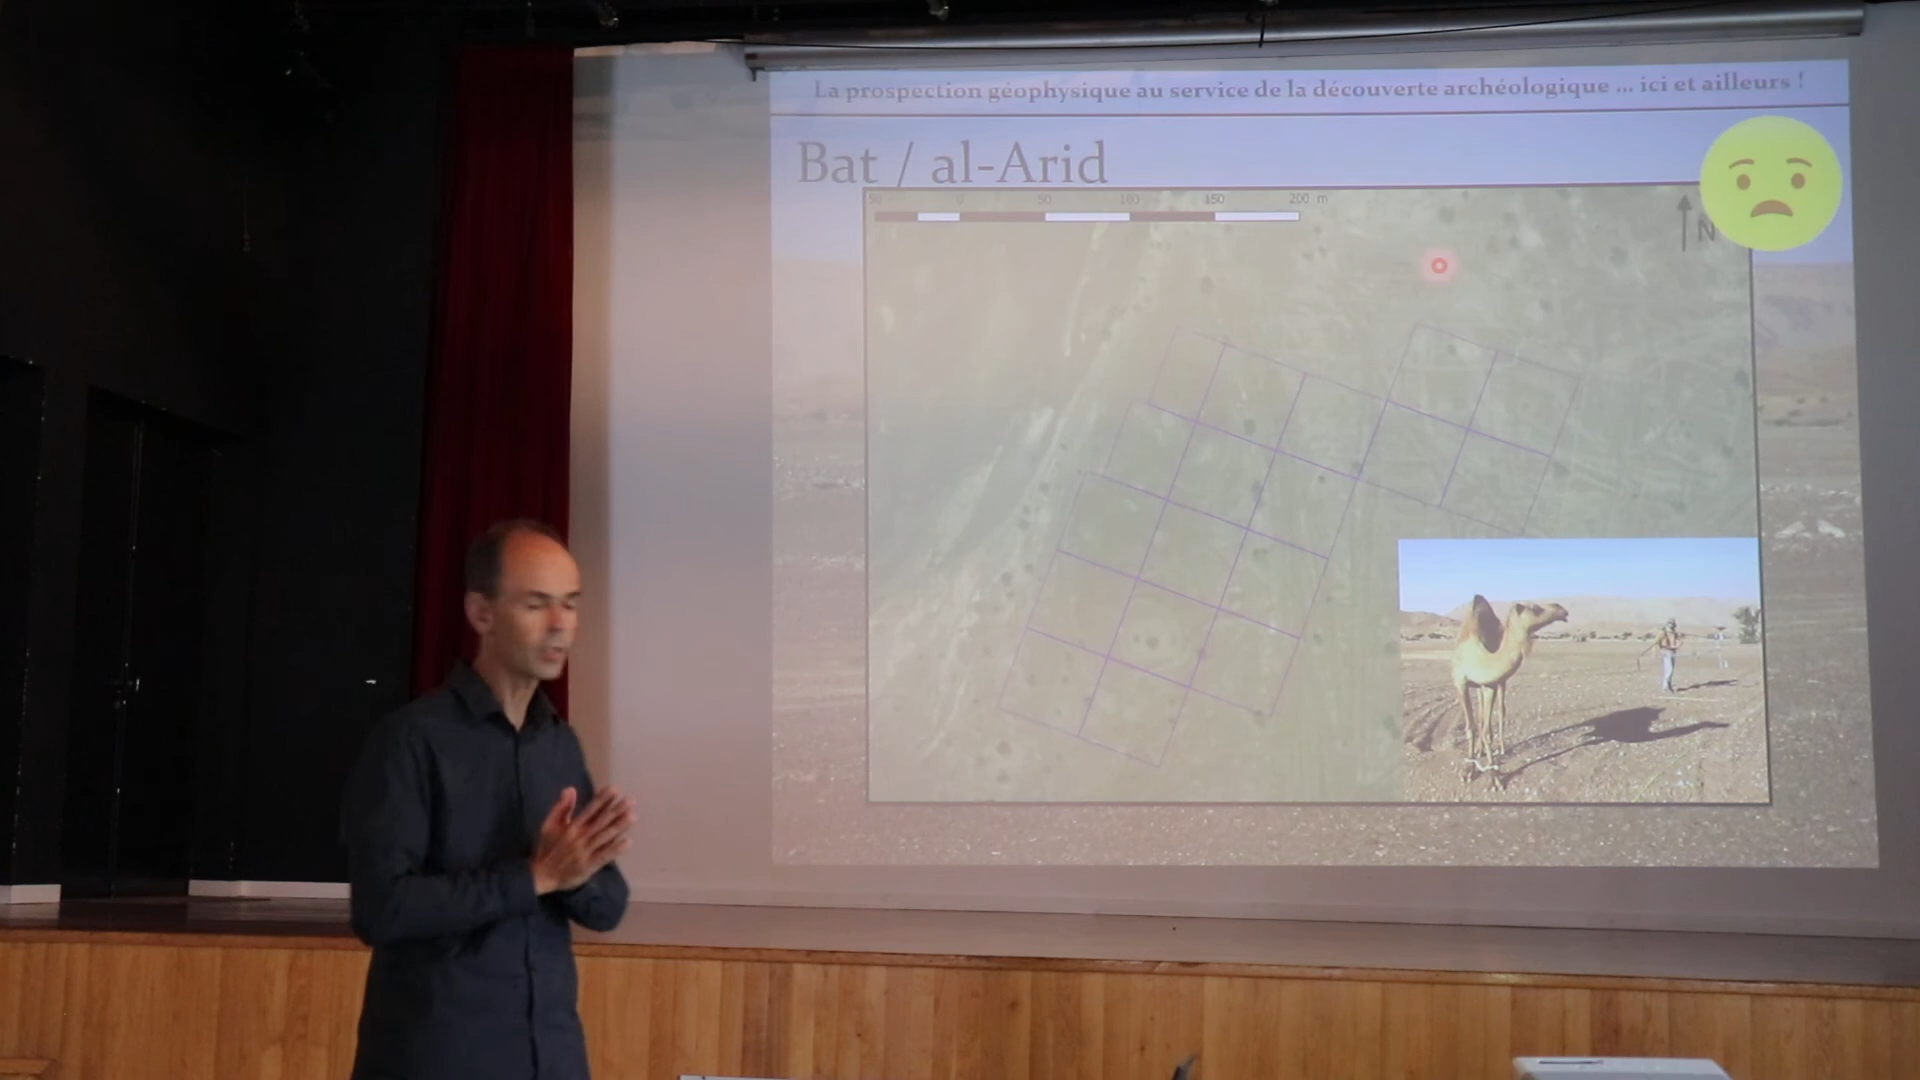 La prospection géophysique au service de la découverte archéologique ... ici et ailleurs !
Bat / al-Arid
50 0 50 100 150 200 m
N